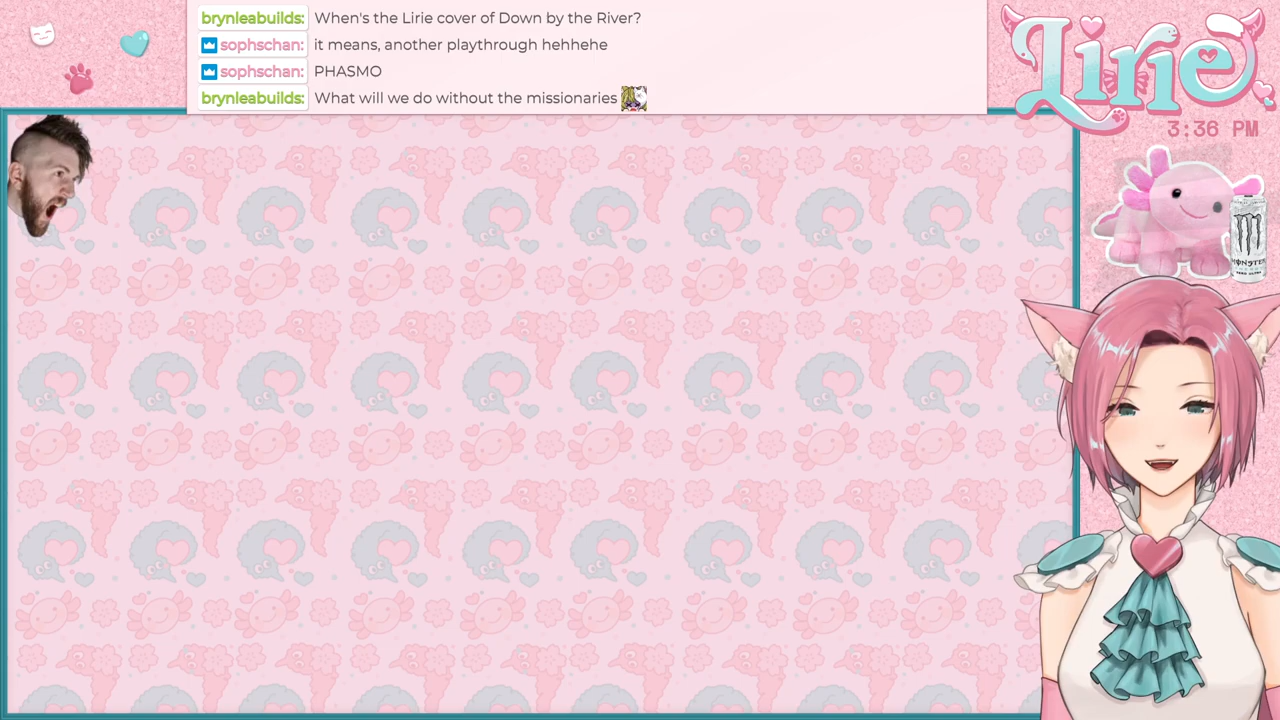 brynleabuilds: When's the Lirie cover of Down by the River?
sophschan: it means, another playthrough hehhehe
sophschan: PHASMO
brynleabuilds: What will we do without the missionaries
Lirie
3:36 PM
MONSTER